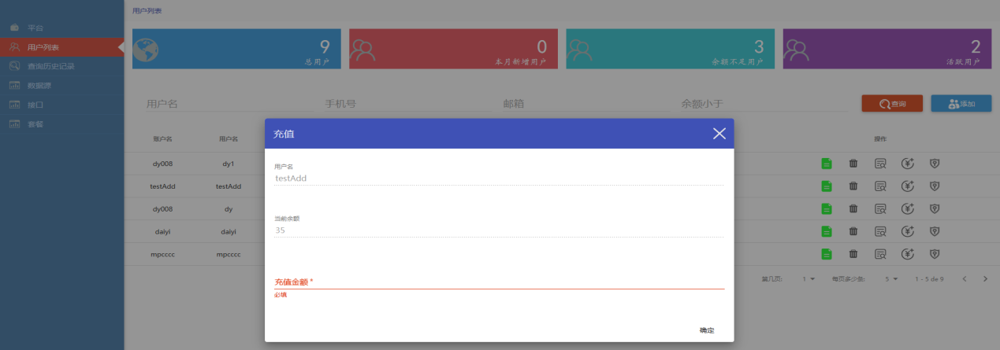 用户列表
平台
用户列表
查询历史记录
数据源
接口
套餐
9
总用户
0
本月新增用户
3
余额不足用户
2
活跃用户
用户名 手机号 邮箱 余额小于 查询 添加
账户名 用户名 操作
dy008 dy1
testAdd testAdd
dy008 dy
daiyi daiyi
mpcccc mpcccc
第几页: 1 每页多少条: 5 1 - 5 de 9
充值
用户名
testAdd
当前余额
35
充值金额 *
必填
确定